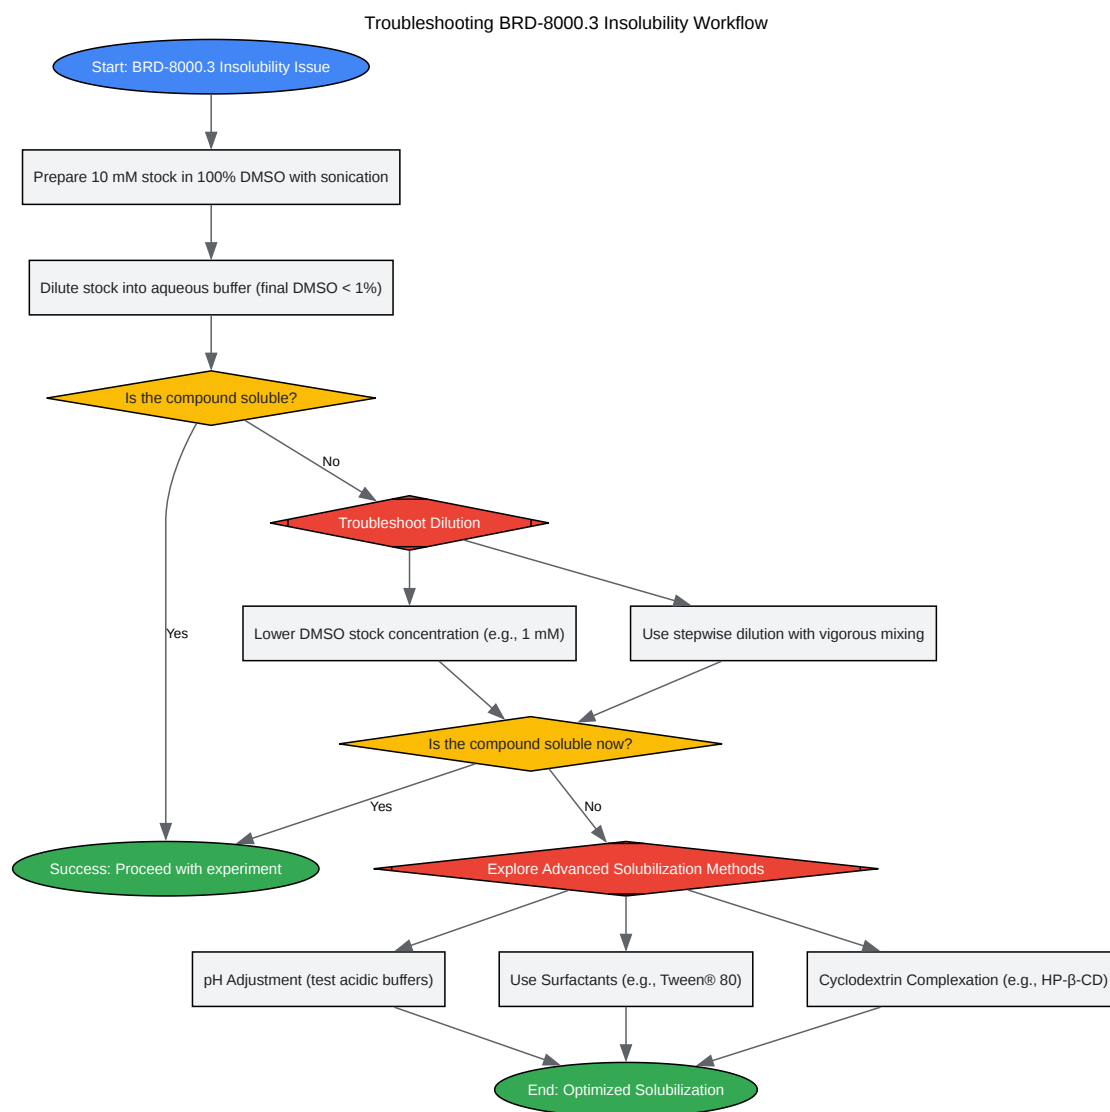 Troubleshooting BRD-8000.3 Insolubility Workflow
Start: BRD-8000.3 Insolubility Issue
Prepare 10 mM stock in 100% DMSO with sonication
Dilute stock into aqueous buffer (final DMSO < 1%)
Is the compound soluble?
No
Troubleshoot Dilution
Yes
Lower DMSO stock concentration (e.g., 1 mM)
Use stepwise dilution with vigorous mixing
Is the compound soluble now?
Yes
No
Success: Proceed with experiment
Explore Advanced Solubilization Methods
pH Adjustment (test acidic buffers)
Use Surfactants (e.g., Tween® 80)
Cyclodextrin Complexation (e.g., HP-β-CD)
End: Optimized Solubilization